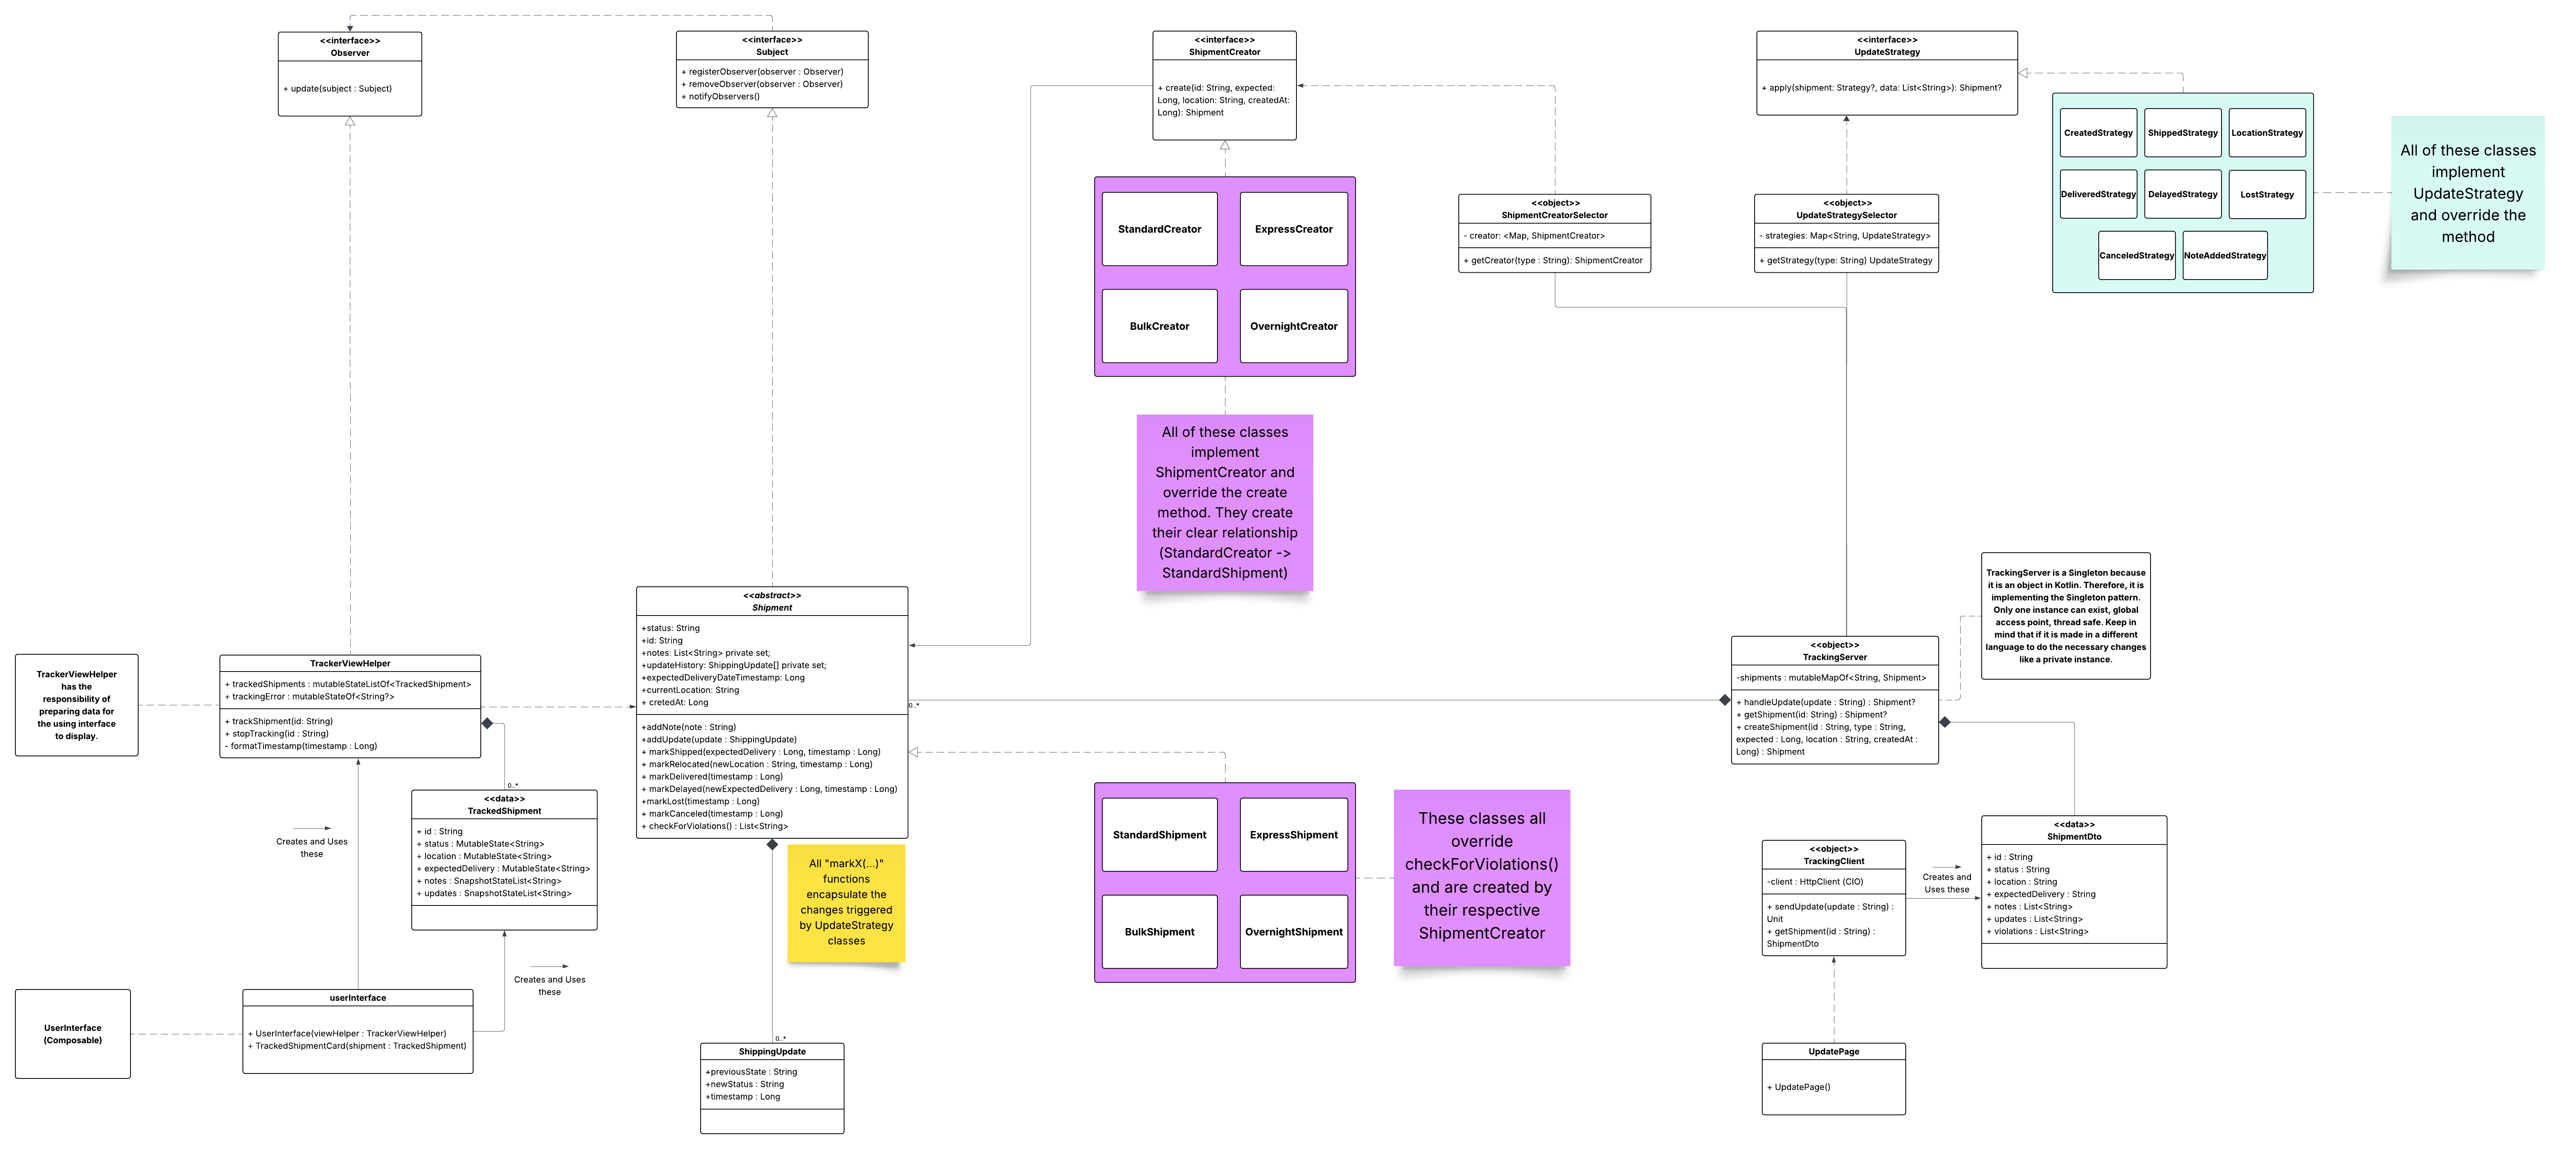 <<interface>>
Observer
+ update(subject : Subject)
<<interface>>
Subject
+ registerObserver(observer : Observer)
+ removeObserver(observer : Observer)
+ notifyObservers()
<<interface>>
ShipmentCreator
+ create(id: String, expected:
Long, location: String, createdAt:
Long): Shipment
<<interface>>
UpdateStrategy
+ apply(shipment: Strategy?, data: List<String>): Shipment?
CreatedStrategy
ShippedStrategy
LocationStrategy
DeliveredStrategy
DelayedStrategy
LostStrategy
CanceledStrategy
NoteAddedStrategy
All of these classes
implement
UpdateStrategy
and override the
method
StandardCreator
ExpressCreator
BulkCreator
OvernightCreator
<<object>>
ShipmentCreatorSelector
- creator: <Map, ShipmentCreator>
+ getCreator(type : String): ShipmentCreator
<<object>>
UpdateStrategySelector
- strategies: Map<String, UpdateStrategy>
+ getStrategy(type: String) UpdateStrategy
All of these classes
implement
ShipmentCreator and
override the create
method. They create
their clear relationship
(StandardCreator ->
StandardShipment)
TrackingServer is a Singleton because
it is an object in Kotlin. Therefore, it is
implementing the Singleton pattern.
Only one instance can exist, global
access point, thread safe. Keep in
mind that if it is made in a different
language to do the necessary changes
like a private instance.
TrackerViewHelper
has the
responsibility of
preparing data for
the using interface
to display.
TrackerViewHelper
+ trackedShipments : mutableStateListOf<TrackedShipment>
+ trackingError : mutableStateOf<String?>
+ trackShipment(id: String)
+ stopTracking(id : String)
- formatTimestamp(timestamp : Long)
<<abstract>>
Shipment
+status: String
+id: String
+notes: List<String> private set;
+updateHistory: ShippingUpdate[] private set;
+expectedDeliveryDateTimestamp: Long
+currentLocation: String
+ cretedAt: Long
+addNote(note : String)
+addUpdate(update : ShippingUpdate)
+ markShipped(expectedDelivery : Long, timestamp : Long)
+ markRelocated(newLocation : String, timestamp : Long)
+ markDelivered(timestamp : Long)
+ markDelayed(newExpectedDelivery : Long, timestamp : Long)
+markLost(timestamp : Long)
+ markCanceled(timestamp : Long)
+ checkForViolations() : List<String>
0..*
<<object>>
TrackingServer
-shipments : mutableMapOf<String, Shipment>
+ handleUpdate(update : String) : Shipment?
+ getShipment(id: String) : Shipment?
+ createShipment(id : String, type : String,
expected : Long, location : String, createdAt :
Long) : Shipment
0..*
<<data>>
TrackedShipment
+ id : String
+ status : MutableState<String>
+ location : MutableState<String>
+ expectedDelivery : MutableState<String>
+ notes : SnapshotStateList<String>
+ updates : SnapshotStateList<String>
Creates and Uses
these
All "markX(...)"
functions
encapsulate the
changes triggered
by UpdateStrategy
classes
StandardShipment
ExpressShipment
BulkShipment
OvernightShipment
These classes all
override
checkForViolations()
and are created by
their respective
ShipmentCreator
<<object>>
TrackingClient
-client : HttpClient (CIO)
+ sendUpdate(update : String) :
Unit
+ getShipment(id : String) :
ShipmentDto
Creates and
Uses these
<<data>>
ShipmentDto
+ id : String
+ status : String
+ location : String
+ expectedDelivery : String
+ notes : List<String>
+ updates : List<String>
+ violations : List<String>
Creates and Uses
these
UserInterface
(Composable)
userInterface
+ UserInterface(viewHelper : TrackerViewHelper)
+ TrackedShipmentCard(shipment : TrackedShipment)
0..*
ShippingUpdate
+previousState : String
+newStatus : String
+timestamp : Long
UpdatePage
+ UpdatePage()